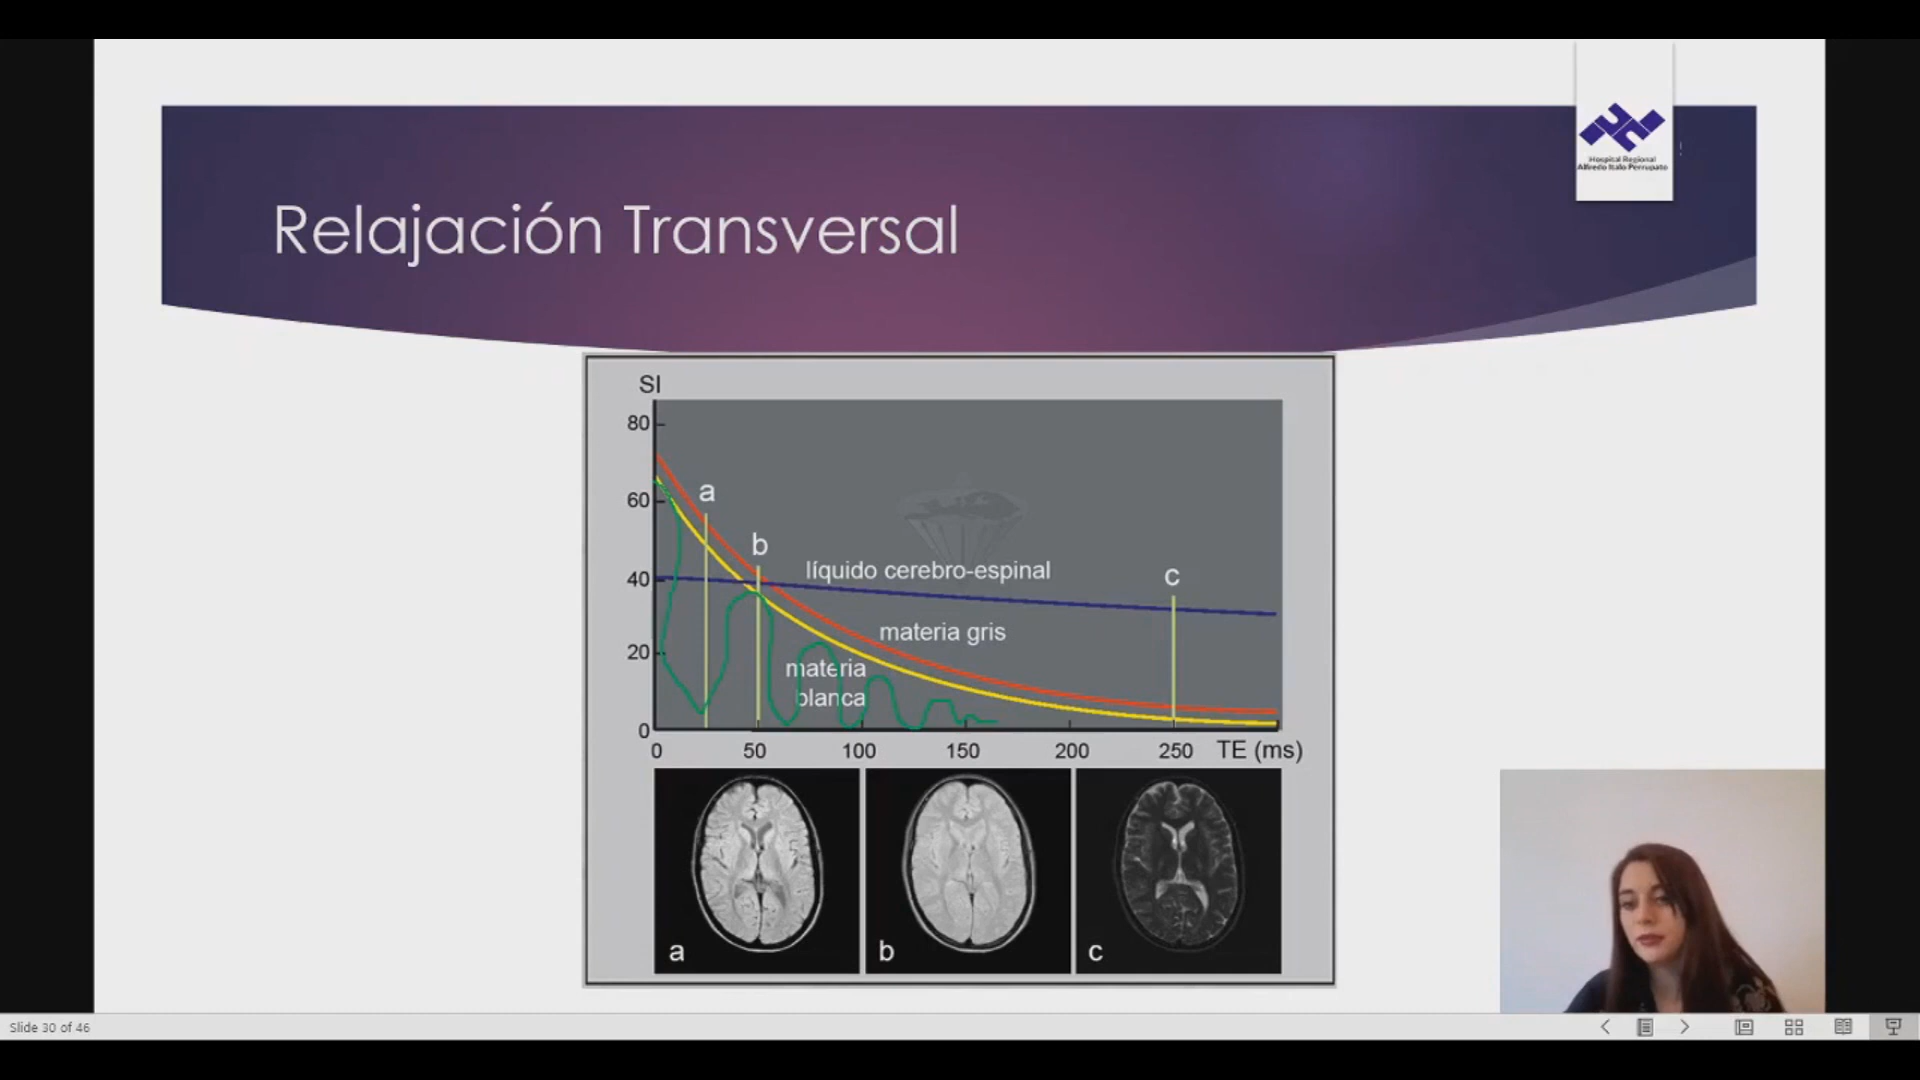 Hospital Regional
Alfredo Italo Perrupato
Relajación Transversal
SI
80
60
40
20
0
a
b
c
líquido cerebro-espinal
materia gris
materia
blanca
0 50 100 150 200 250 TE (ms)
a b c
Slide 30 of 46